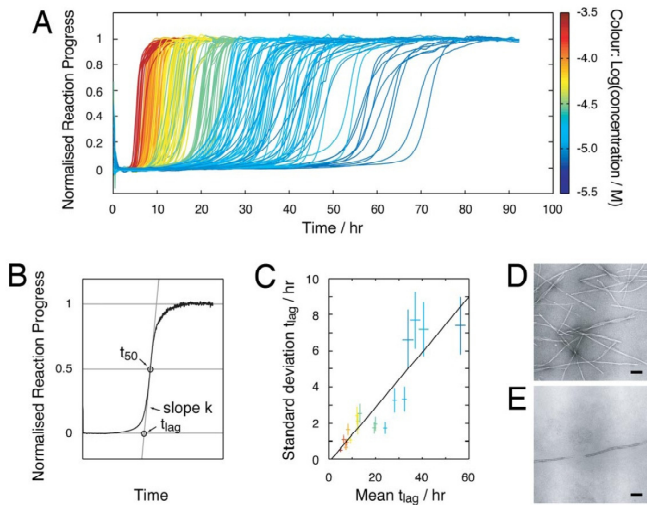 A
Normalised Reaction Progress
1
0.8
0.6
0.4
0.2
0
0 10 20 30 40 50 60 70 80 90 100
Time / hr
-3.5
-4.0
-4.5
-5.0
-5.5
Colour: Log(concentration / M)
B
Normalised Reaction Progress
1
0.5
0
t50
slope k
tlag
Time
C
Standard deviation tlag / hr
10
8
6
4
2
0
0 20 40 60
Mean tlag / hr
D
E